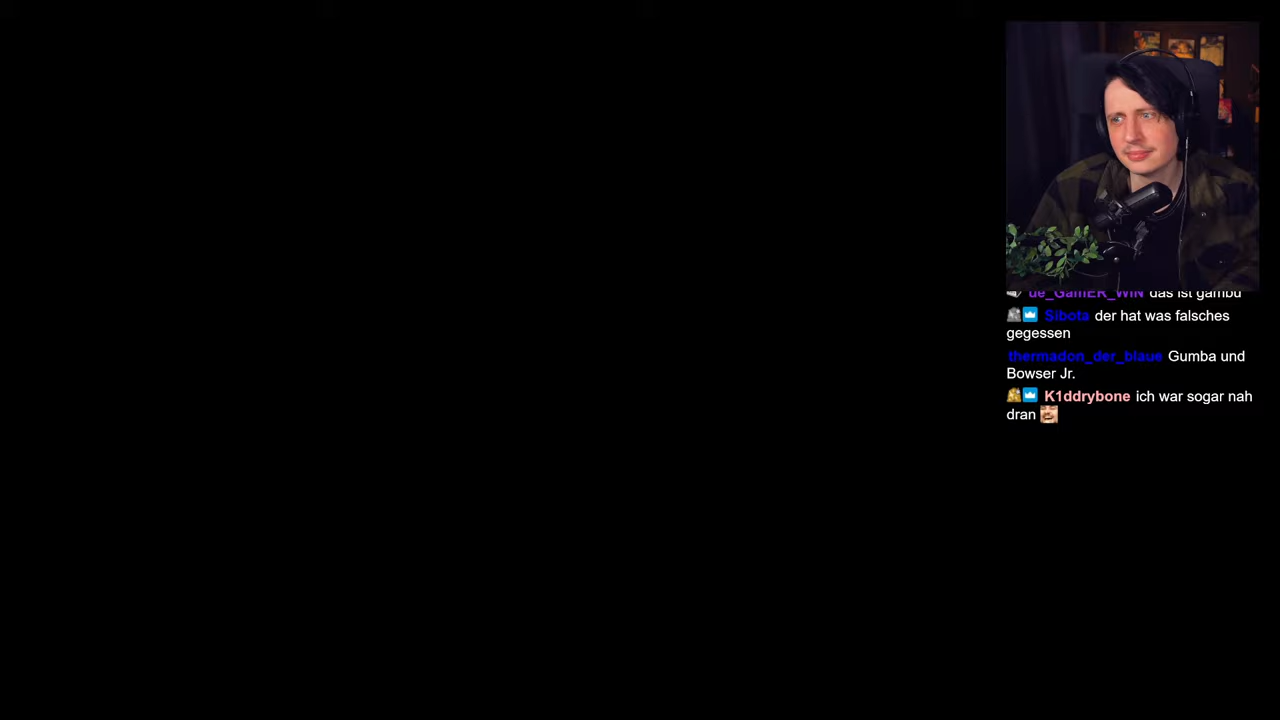 ue_GamER_WIN das ist gambu
Sibota der hat was falsches
gegessen
thermadon_der_blaue Gumba und
Bowser Jr.
K1ddrybone ich war sogar nah
dran